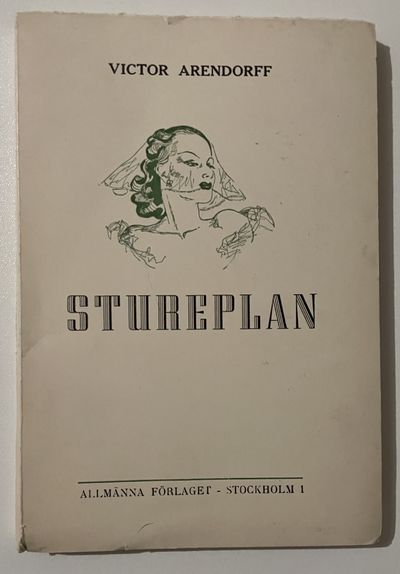 VICTOR ARENDORFF
STUREPLAN
ALLMÄNNA FÖRLAGET - STOCKHOLM 1